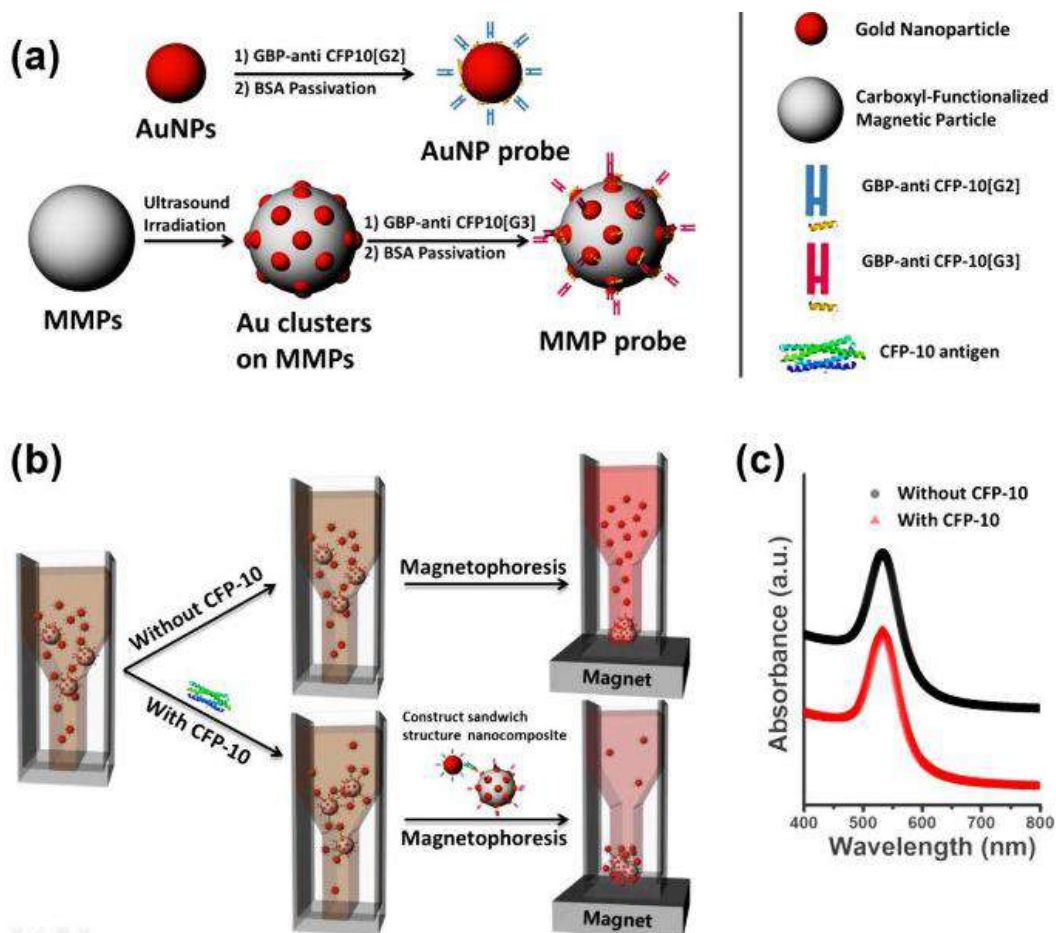 (a)
1) GBP-anti CFP10[G2]
2) BSA Passivation
AuNPs
AuNP probe
Ultrasound
Irradiation
1) GBP-anti CFP10[G3]
2) BSA Passivation
MMPs
Au clusters
on MMPs
MMP probe
Gold Nanoparticle
Carboxyl-Functionalized
Magnetic Particle
GBP-anti CFP-10[G2]
GBP-anti CFP-10[G3]
CFP-10 antigen
(b)
Without CFP-10
With CFP-10
Magnetophoresis
Magnet
Construct sandwich
structure nanocomposite
Magnetophoresis
Magnet
(c)
Without CFP-10
With CFP-10
Absorbance (a.u.)
400 500 600 700 800
Wavelength (nm)